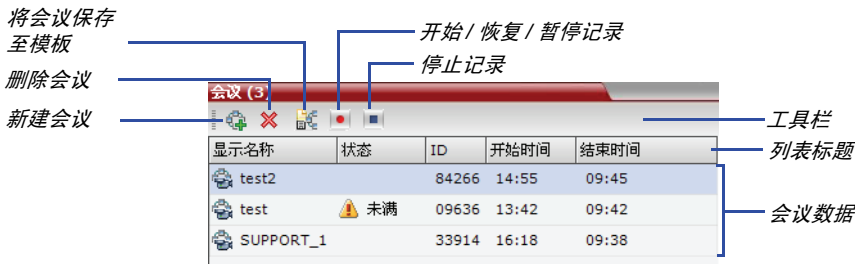 将会议保存
至模板
删除会议
新建会议
开始 / 恢复 / 暂停记录
停止记录
会议 (3)
工具栏
列表标题
会议数据
显示名称 状态 ID 开始时间 结束时间
test2 84266 14:55 09:45
test 未满 09636 13:42 09:42
SUPPORT_1 33914 16:18 09:38